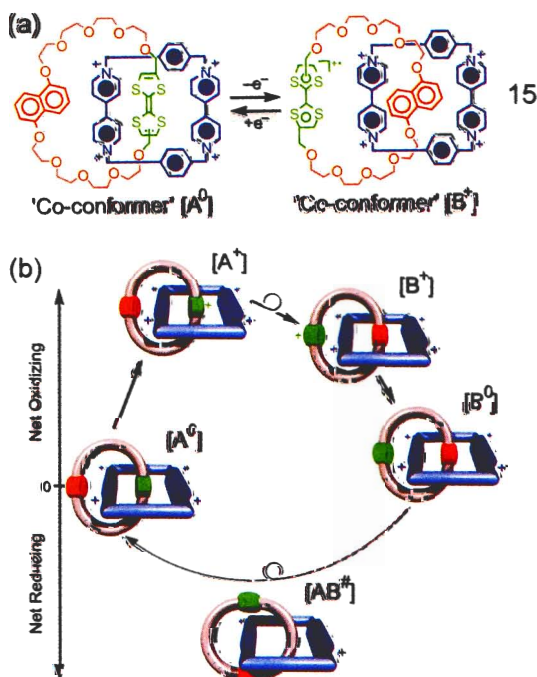 (a)
O O O O O O O O O O
S S S S
N N N N
+ + + +
−e⁻
+e⁻
S S S S
]⁺•
O O O O O O O O O O
N N N N
+ + + +
15
'Co-conformer' [A⁰]
'Co-conformer' [B⁺]
(b)
[A⁺]
[B⁺]
[B⁰]
[A⁰]
[AB#]
Net Oxidizing
0
Net Reducing